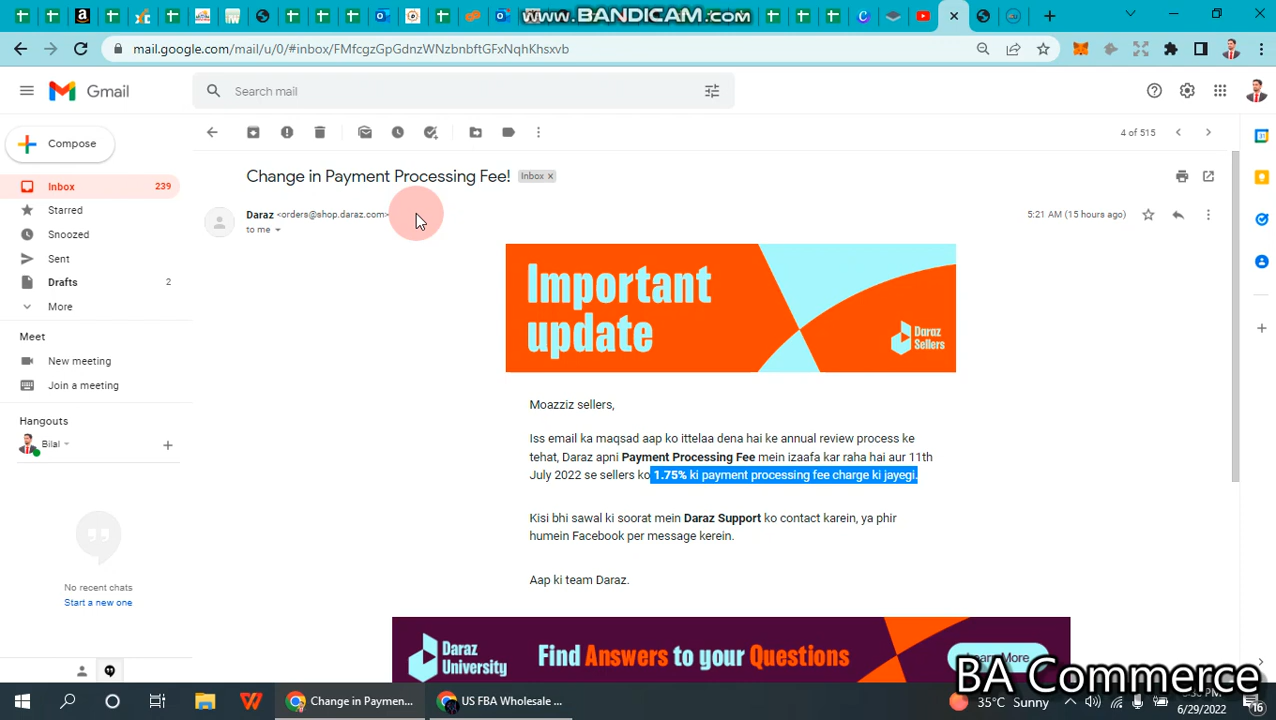 www.BANDICAM.com
mail.google.com/mail/u/0/#inbox/FMfcgzGpGdnzWNzbnbftGFxNqhKhsxvb
Gmail
Search mail
Compose
4 of 515
Inbox 239
Starred
Snoozed
Sent
Drafts 2
More
Meet
New meeting
Join a meeting
Hangouts
Bilal
No recent chats
Start a new one
Change in Payment Processing Fee! Inbox x
Daraz <orders@shop.daraz.com>
5:21 AM (15 hours ago)
to me
Important
update
Daraz
Sellers
Moazziz sellers,
Iss email ka maqsad aap ko ittelaa dena hai ke annual review process ke
tehat, Daraz apni Payment Processing Fee mein izaafa kar raha hai aur 11th
July 2022 se sellers ko 1.75% ki payment processing fee charge ki jayegi.
Kisi bhi sawal ki soorat mein Daraz Support ko contact karein, ya phir
humein Facebook per message kerein.
Aap ki team Daraz.
Daraz
University
Find Answers to your Questions
More
BA Commerce
Change in Paymen...
US FBA Wholesale ...
35°C Sunny
6/29/2022
16